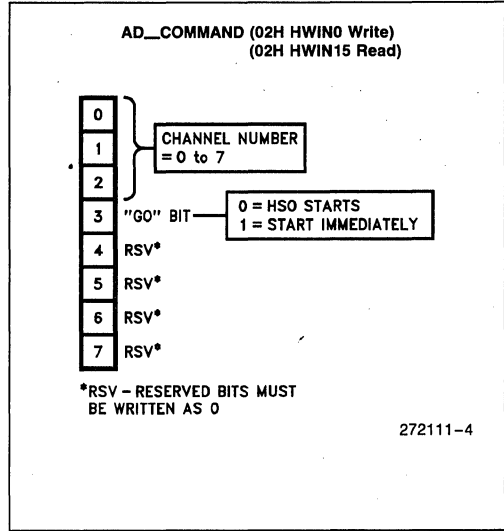 AD__COMMAND (02H HWIN0 Write)
(02H HWIN15 Read)
0
1
2
CHANNEL NUMBER
= 0 to 7
3 "GO" BIT
0 = HSO STARTS
1 = START IMMEDIATELY
4 RSV*
5 RSV*
6 RSV*
7 RSV*
*RSV – RESERVED BITS MUST
BE WRITTEN AS 0
272111–4